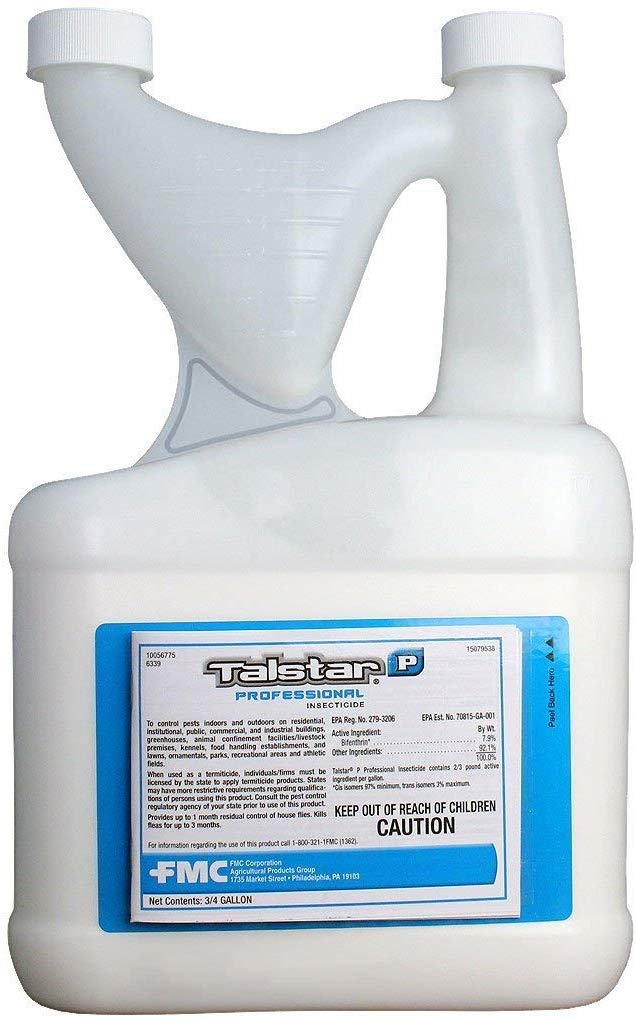 10056775
6339
15079538
Talstar® P
PROFESSIONAL
INSECTICIDE
To control pests indoors and outdoors on residential,
institutional, public, commercial, and industrial buildings,
greenhouses, animal confinement facilities/livestock
premises, kennels, food handling establishments, and
lawns, ornamentals, parks, recreational areas and athletic
fields.
When used as a termiticide, individuals/firms must be
licensed by the state to apply termiticide products. States
may have more restrictive requirements regarding qualifica-
tions of persons using this product. Consult the pest control
regulatory agency of your state prior to use of this product.
Provides up to 1 month residual control of house flies. Kills
fleas for up to 3 months.
EPA Reg. No. 279-3206 EPA Est. No. 70815-GA-001
Active Ingredient: By Wt.
Bifenthrin* 7.9%
Other Ingredients: 92.1%
100.0%
Talstar® P Professional Insecticide contains 2/3 pound active
ingredient per gallon.
*Cis isomers 97% minimum, trans isomers 3% maximum.
KEEP OUT OF REACH OF CHILDREN
CAUTION
For information regarding the use of this product call 1-800-321-1FMC (1362).
FMC
FMC Corporation
Agricultural Products Group
1735 Market Street • Philadelphia, PA 19103
Net Contents: 3/4 GALLON
Peel Back Here